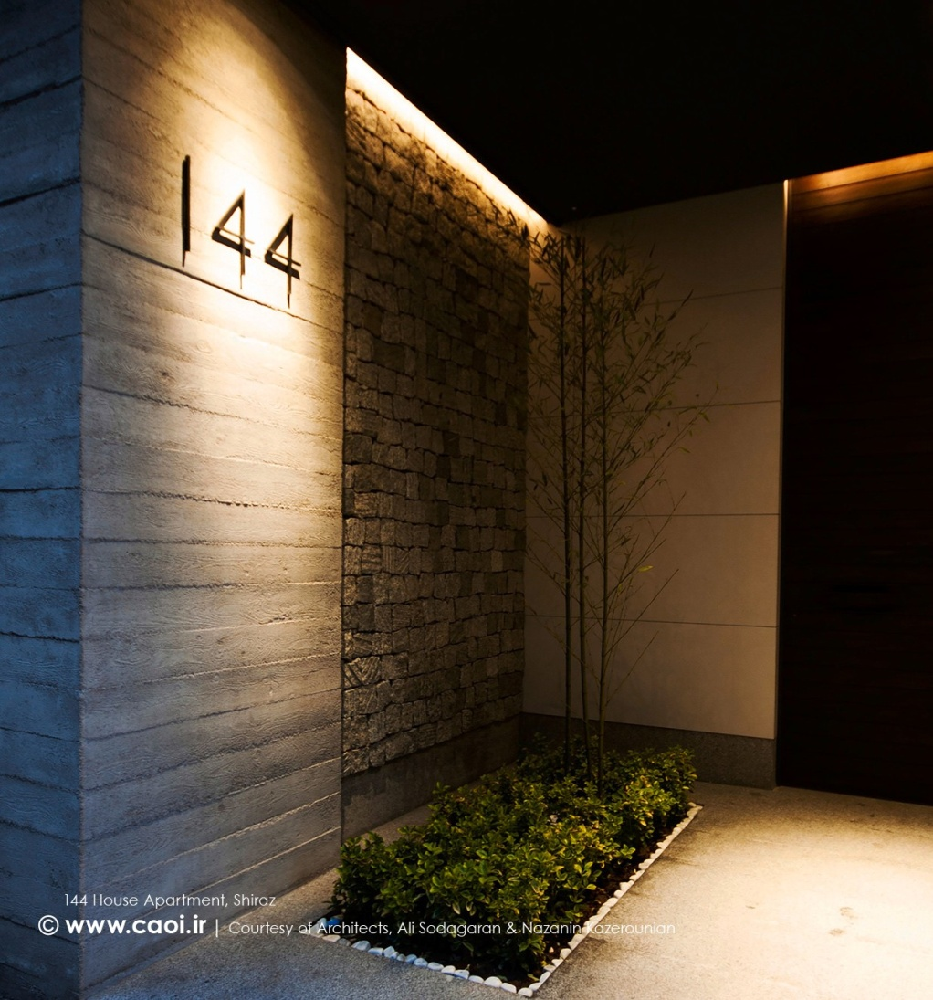 144
144 House Apartment, Shiraz
© www.caoi.ir | Courtesy of Architects, Ali Sodagaran & Nazanin Kazerounian